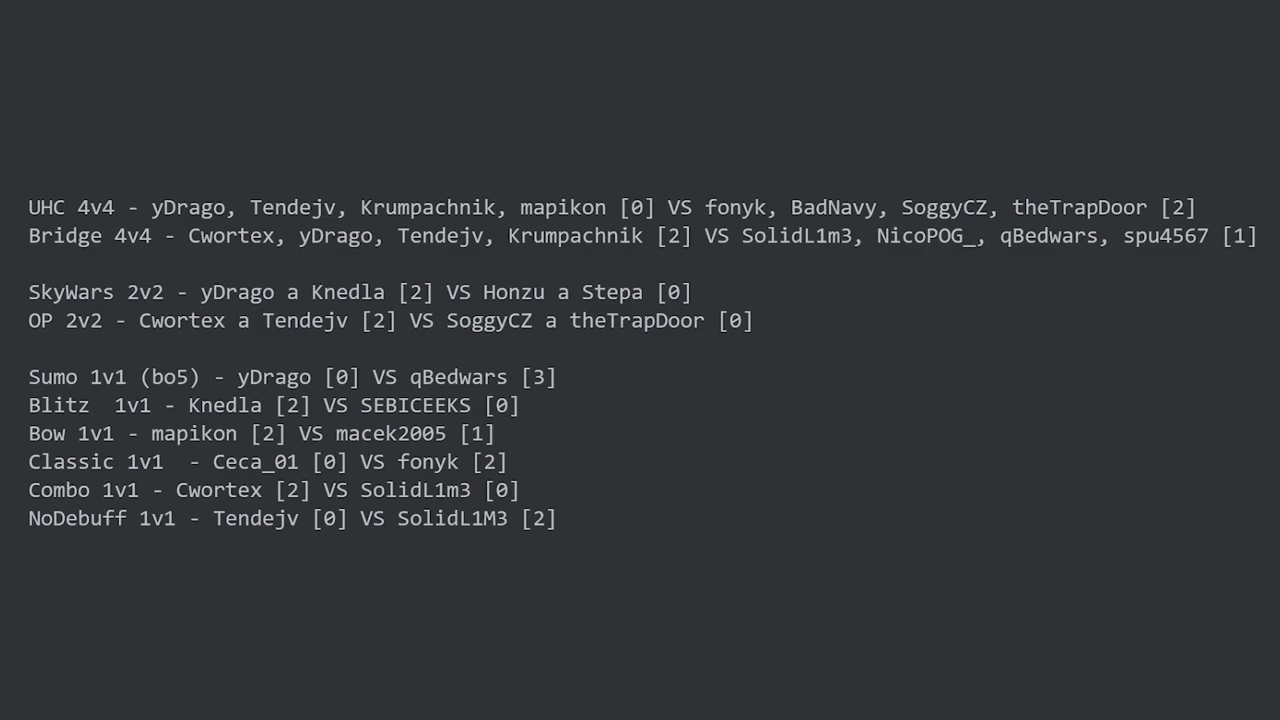 UHC 4v4 - yDrago, Tendejv, Krumpachnik, mapikon [0] VS fonyk, BadNavy, SoggyCZ, theTrapDoor [2]
Bridge 4v4 - Cwortex, yDrago, Tendejv, Krumpachnik [2] VS SolidL1m3, NicoPOG_, qBedwars, spu4567 [1]
SkyWars 2v2 - yDrago a Knedla [2] VS Honzu a Stepa [0]
OP 2v2 - Cwortex a Tendejv [2] VS SoggyCZ a theTrapDoor [0]
Sumo 1v1 (bo5) - yDrago [0] VS qBedwars [3]
Blitz  1v1 - Knedla [2] VS SEBICEEKS [0]
Bow 1v1 - mapikon [2] VS macek2005 [1]
Classic 1v1  - Ceca_01 [0] VS fonyk [2]
Combo 1v1 - Cwortex [2] VS SolidL1m3 [0]
NoDebuff 1v1 - Tendejv [0] VS SolidL1M3 [2]